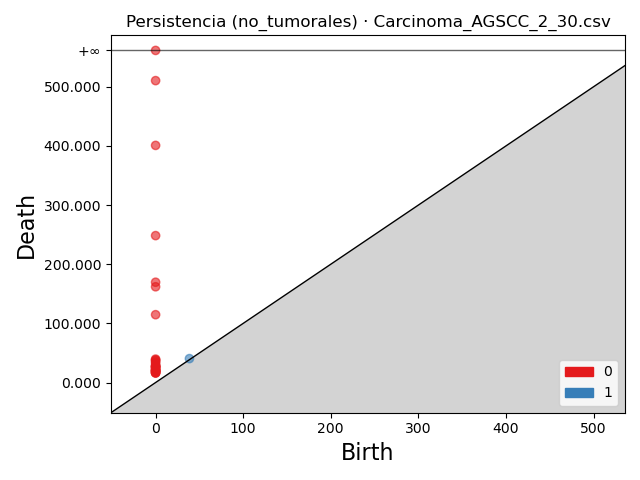 Persistencia (no_tumorales) · Carcinoma_AGSCC_2_30.csv
+∞
500.000
400.000
300.000
200.000
100.000
0.000
Death
0
1
0 100 200 300 400 500
Birth